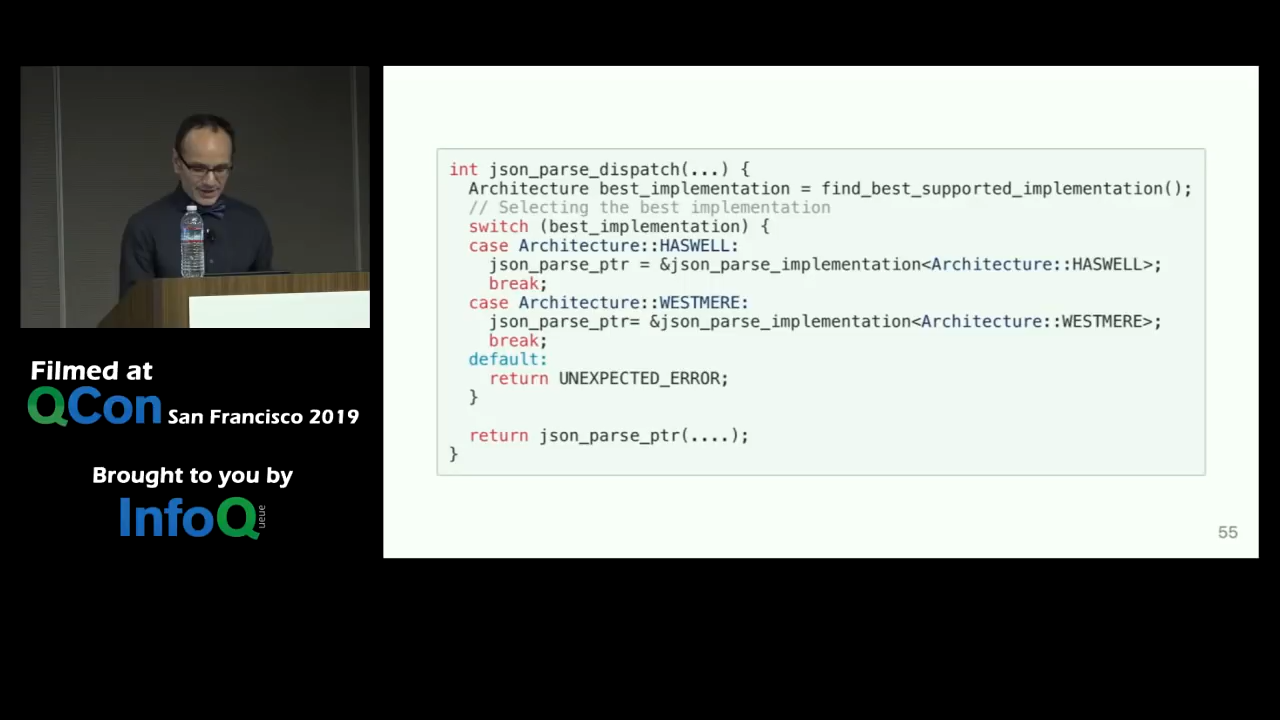 Filmed at
QCon San Francisco 2019
Brought to you by
InfoQ
ueue
int json_parse_dispatch(...) {
  Architecture best_implementation = find_best_supported_implementation();
  // Selecting the best implementation
  switch (best_implementation) {
  case Architecture::HASWELL:
    json_parse_ptr = &json_parse_implementation<Architecture::HASWELL>;
    break;
  case Architecture::WESTMERE:
    json_parse_ptr= &json_parse_implementation<Architecture::WESTMERE>;
    break;
  default:
    return UNEXPECTED_ERROR;
  }
  return json_parse_ptr(....);
}
55